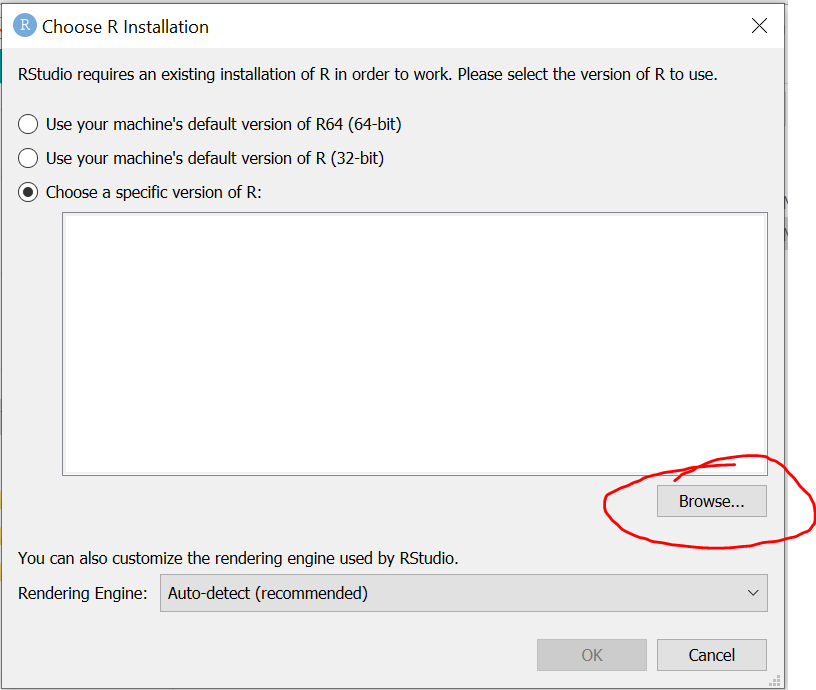 R Choose R Installation
RStudio requires an existing installation of R in order to work. Please select the version of R to use.
Use your machine's default version of R64 (64-bit)
Use your machine's default version of R (32-bit)
Choose a specific version of R:
Browse...
You can also customize the rendering engine used by RStudio.
Rendering Engine: Auto-detect (recommended)
OK Cancel